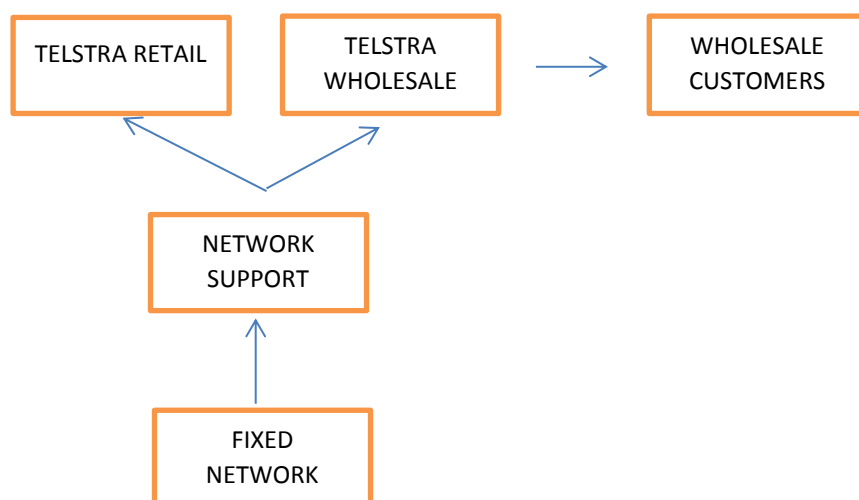 TELSTRA RETAIL
TELSTRA
WHOLESALE
WHOLESALE
CUSTOMERS
NETWORK
SUPPORT
FIXED
NETWORK